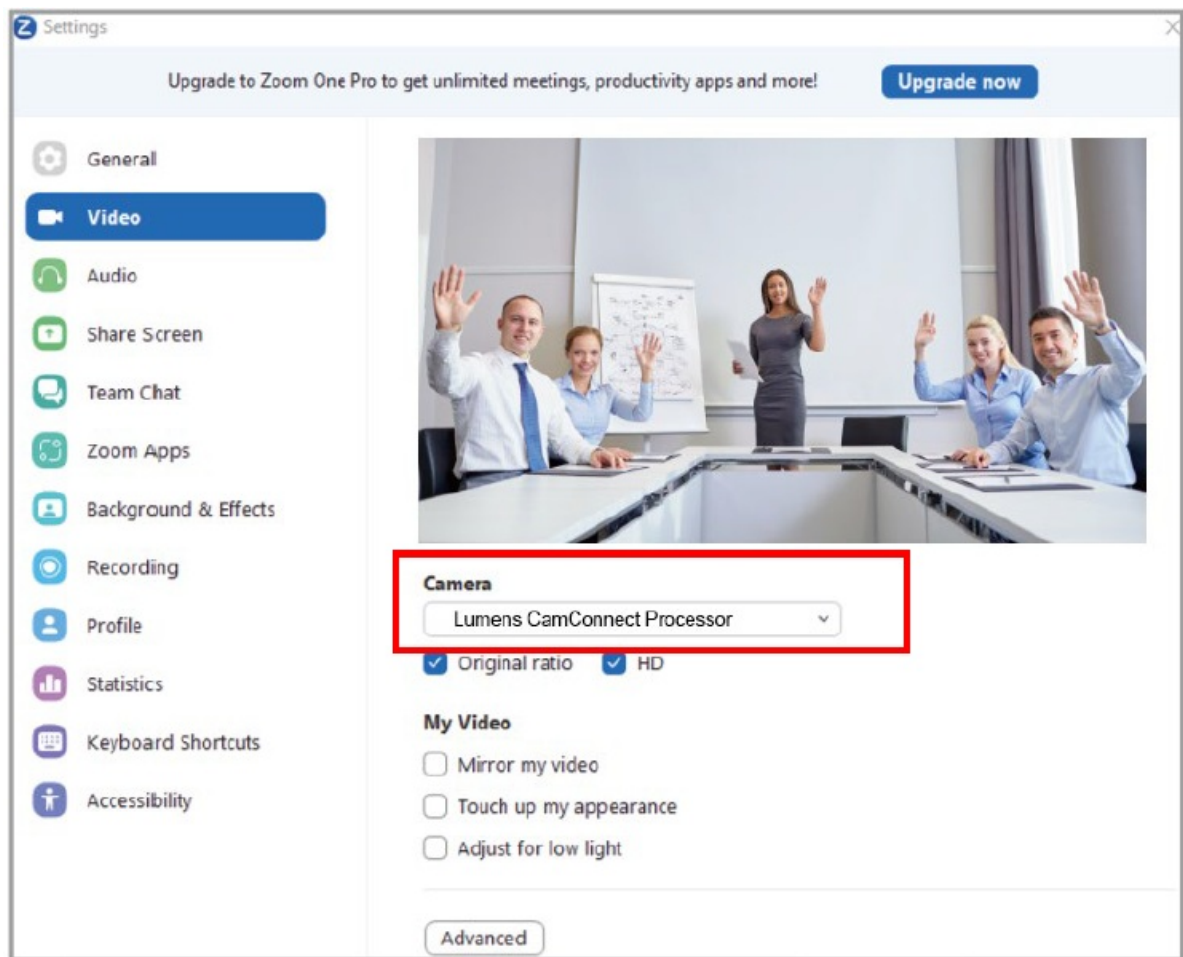 Settings
Upgrade to Zoom One Pro to get unlimited meetings, productivity apps and more!
Upgrade now
General
Video
Audio
Share Screen
Team Chat
Zoom Apps
Background & Effects
Recording
Profile
Statistics
Keyboard Shortcuts
Accessibility
Camera
Lumens CamConnect Processor
Original ratio
HD
My Video
Mirror my video
Touch up my appearance
Adjust for low light
Advanced